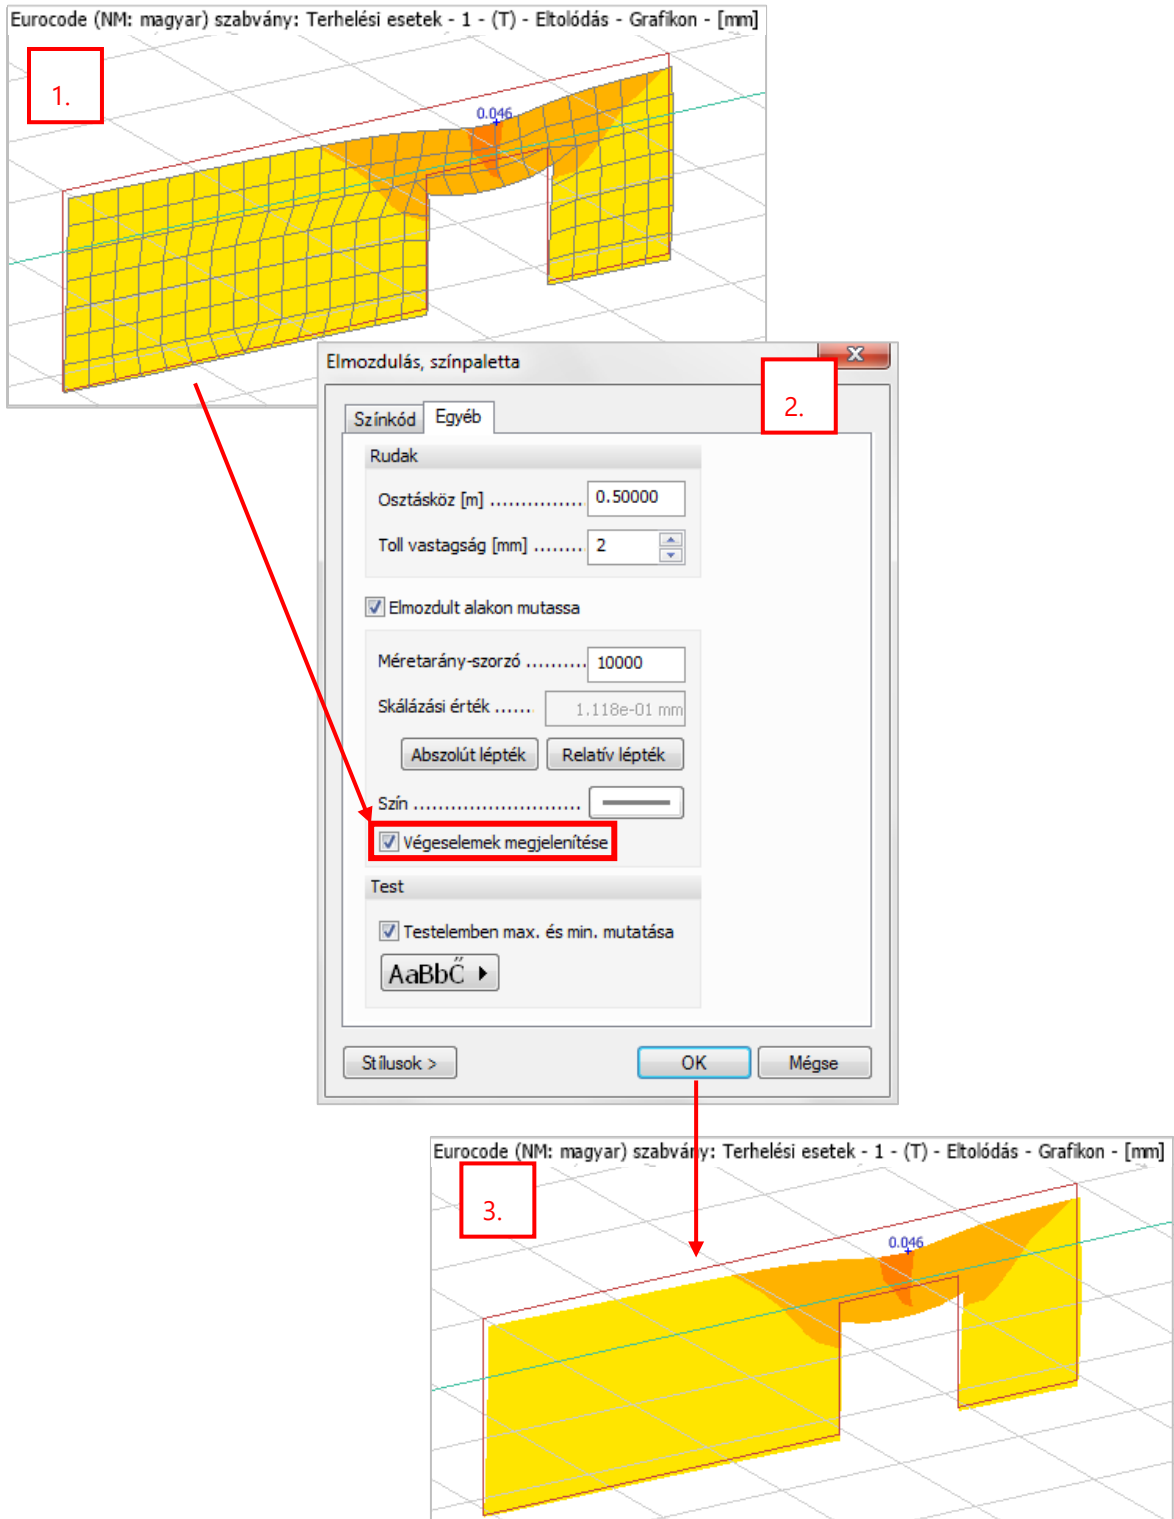 Eurocode (NM: magyar) szabvány: Terhelési esetek - 1 - (T) - Eltolódás - Grafikon - [mm]
1.
0.046
Elmozdulás, színpaletta
2.
Színkód Egyéb
Rudak
Osztásköz [m] ............... 0.50000
Toll vastagság [mm] ........ 2
Elmozdult alakon mutassa
Méretarány-szorzó .......... 10000
Skálázási érték ...... 1.118e-01 mm
Abszolút lépték Relatív lépték
Szín ...........................
Végeselemek megjelenítése
Test
Testelemben max. és min. mutatása
AaBbŐ
Stílusok > OK Mégse
Eurocode (NM: magyar) szabvány: Terhelési esetek - 1 - (T) - Eltolódás - Grafikon - [mm]
3.
0.046